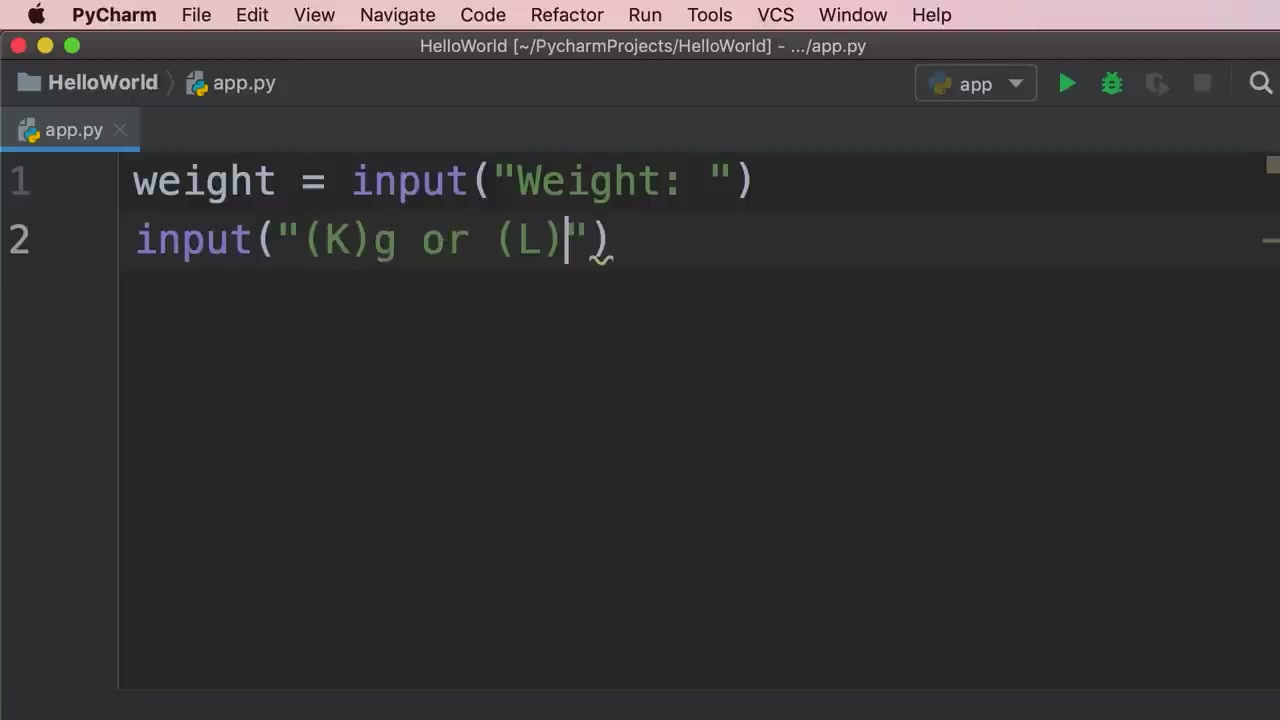 PyCharm File Edit View Navigate Code Refactor Run Tools VCS Window Help
HelloWorld [~/PycharmProjects/HelloWorld] - .../app.py
HelloWorld app.py app
app.py
1 weight = input("Weight: ")
2 input("(K)g or (L)")